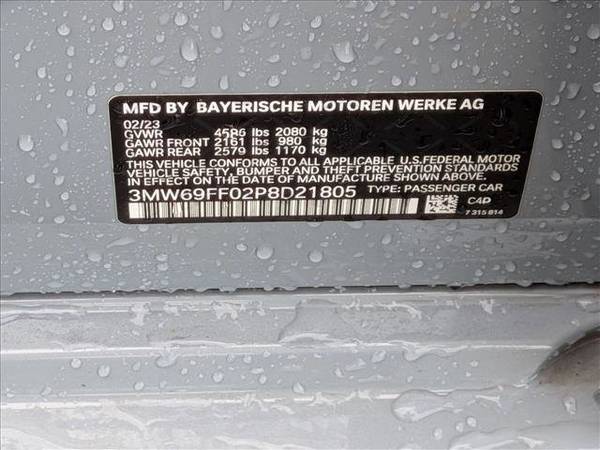 MFD BY BAYERISCHE MOTOREN WERKE AG
02/23
GVWR 4586 lbs 2080 kg
GAWR FRONT 2161 lbs 980 kg
GAWR REAR 2579 lbs 1170 kg
THIS VEHICLE CONFORMS TO ALL APPLICABLE U.S. FEDERAL MOTOR
VEHICLE SAFETY, BUMPER AND THEFT PREVENTION STANDARDS
IN EFFECT ON THE DATE OF MANUFACTURE SHOWN ABOVE.
3MW69FF02P8D21805 TYPE: PASSENGER CAR
C4D
7 315 814